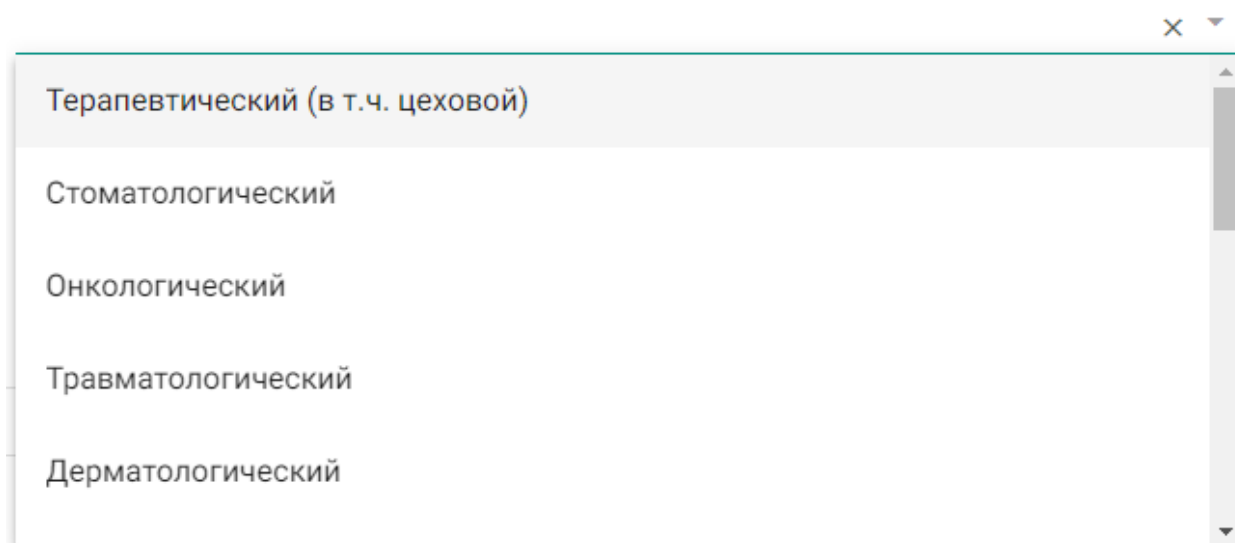 Терапевтический (в т.ч. цеховой)
Стоматологический
Онкологический
Травматологический
Дерматологический